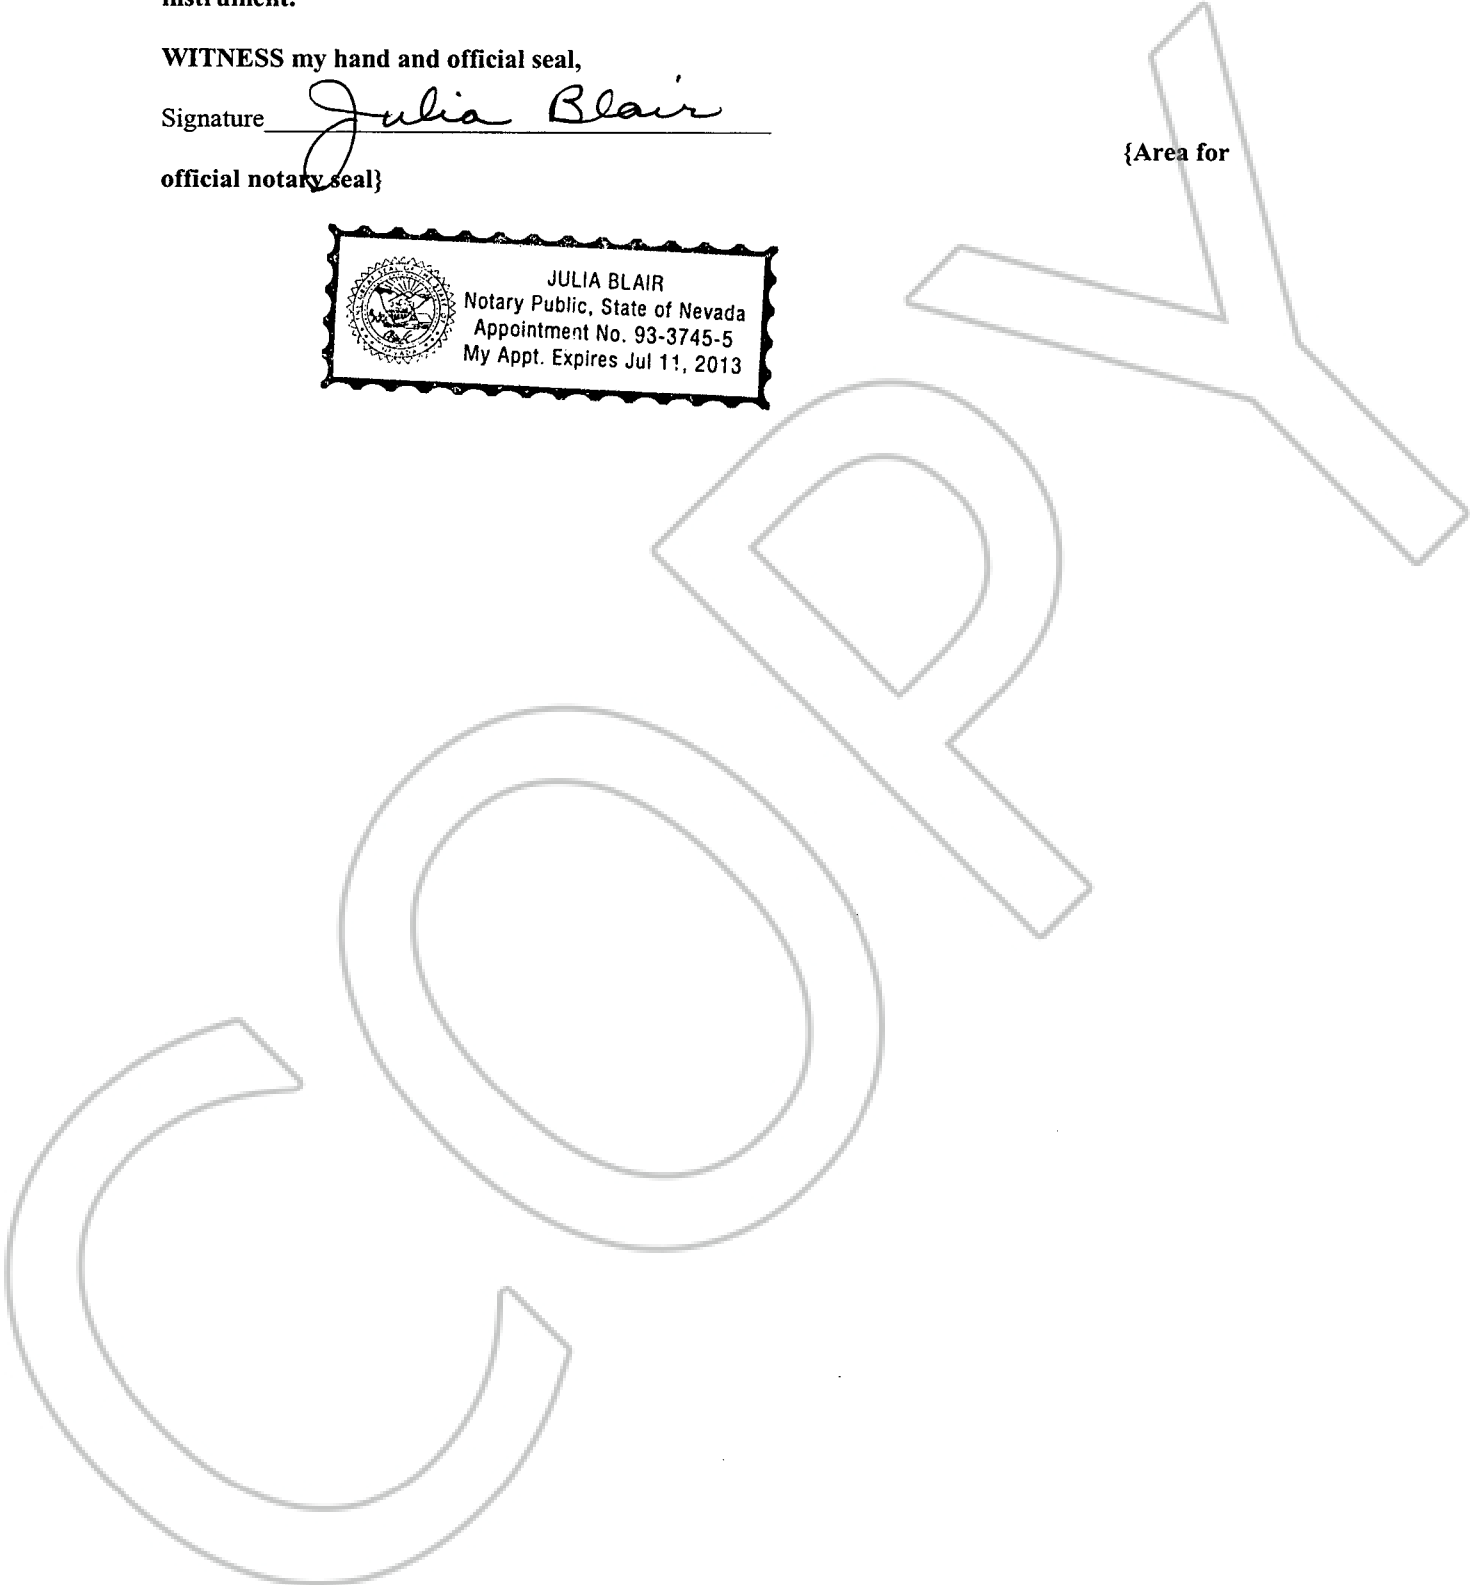 instrument.
WITNESS my hand and official seal,
Signature Julia Blair
{Area for
official notary seal}
JULIA BLAIR
Notary Public, State of Nevada
Appointment No. 93-3745-5
My Appt. Expires Jul 11, 2013
COPY